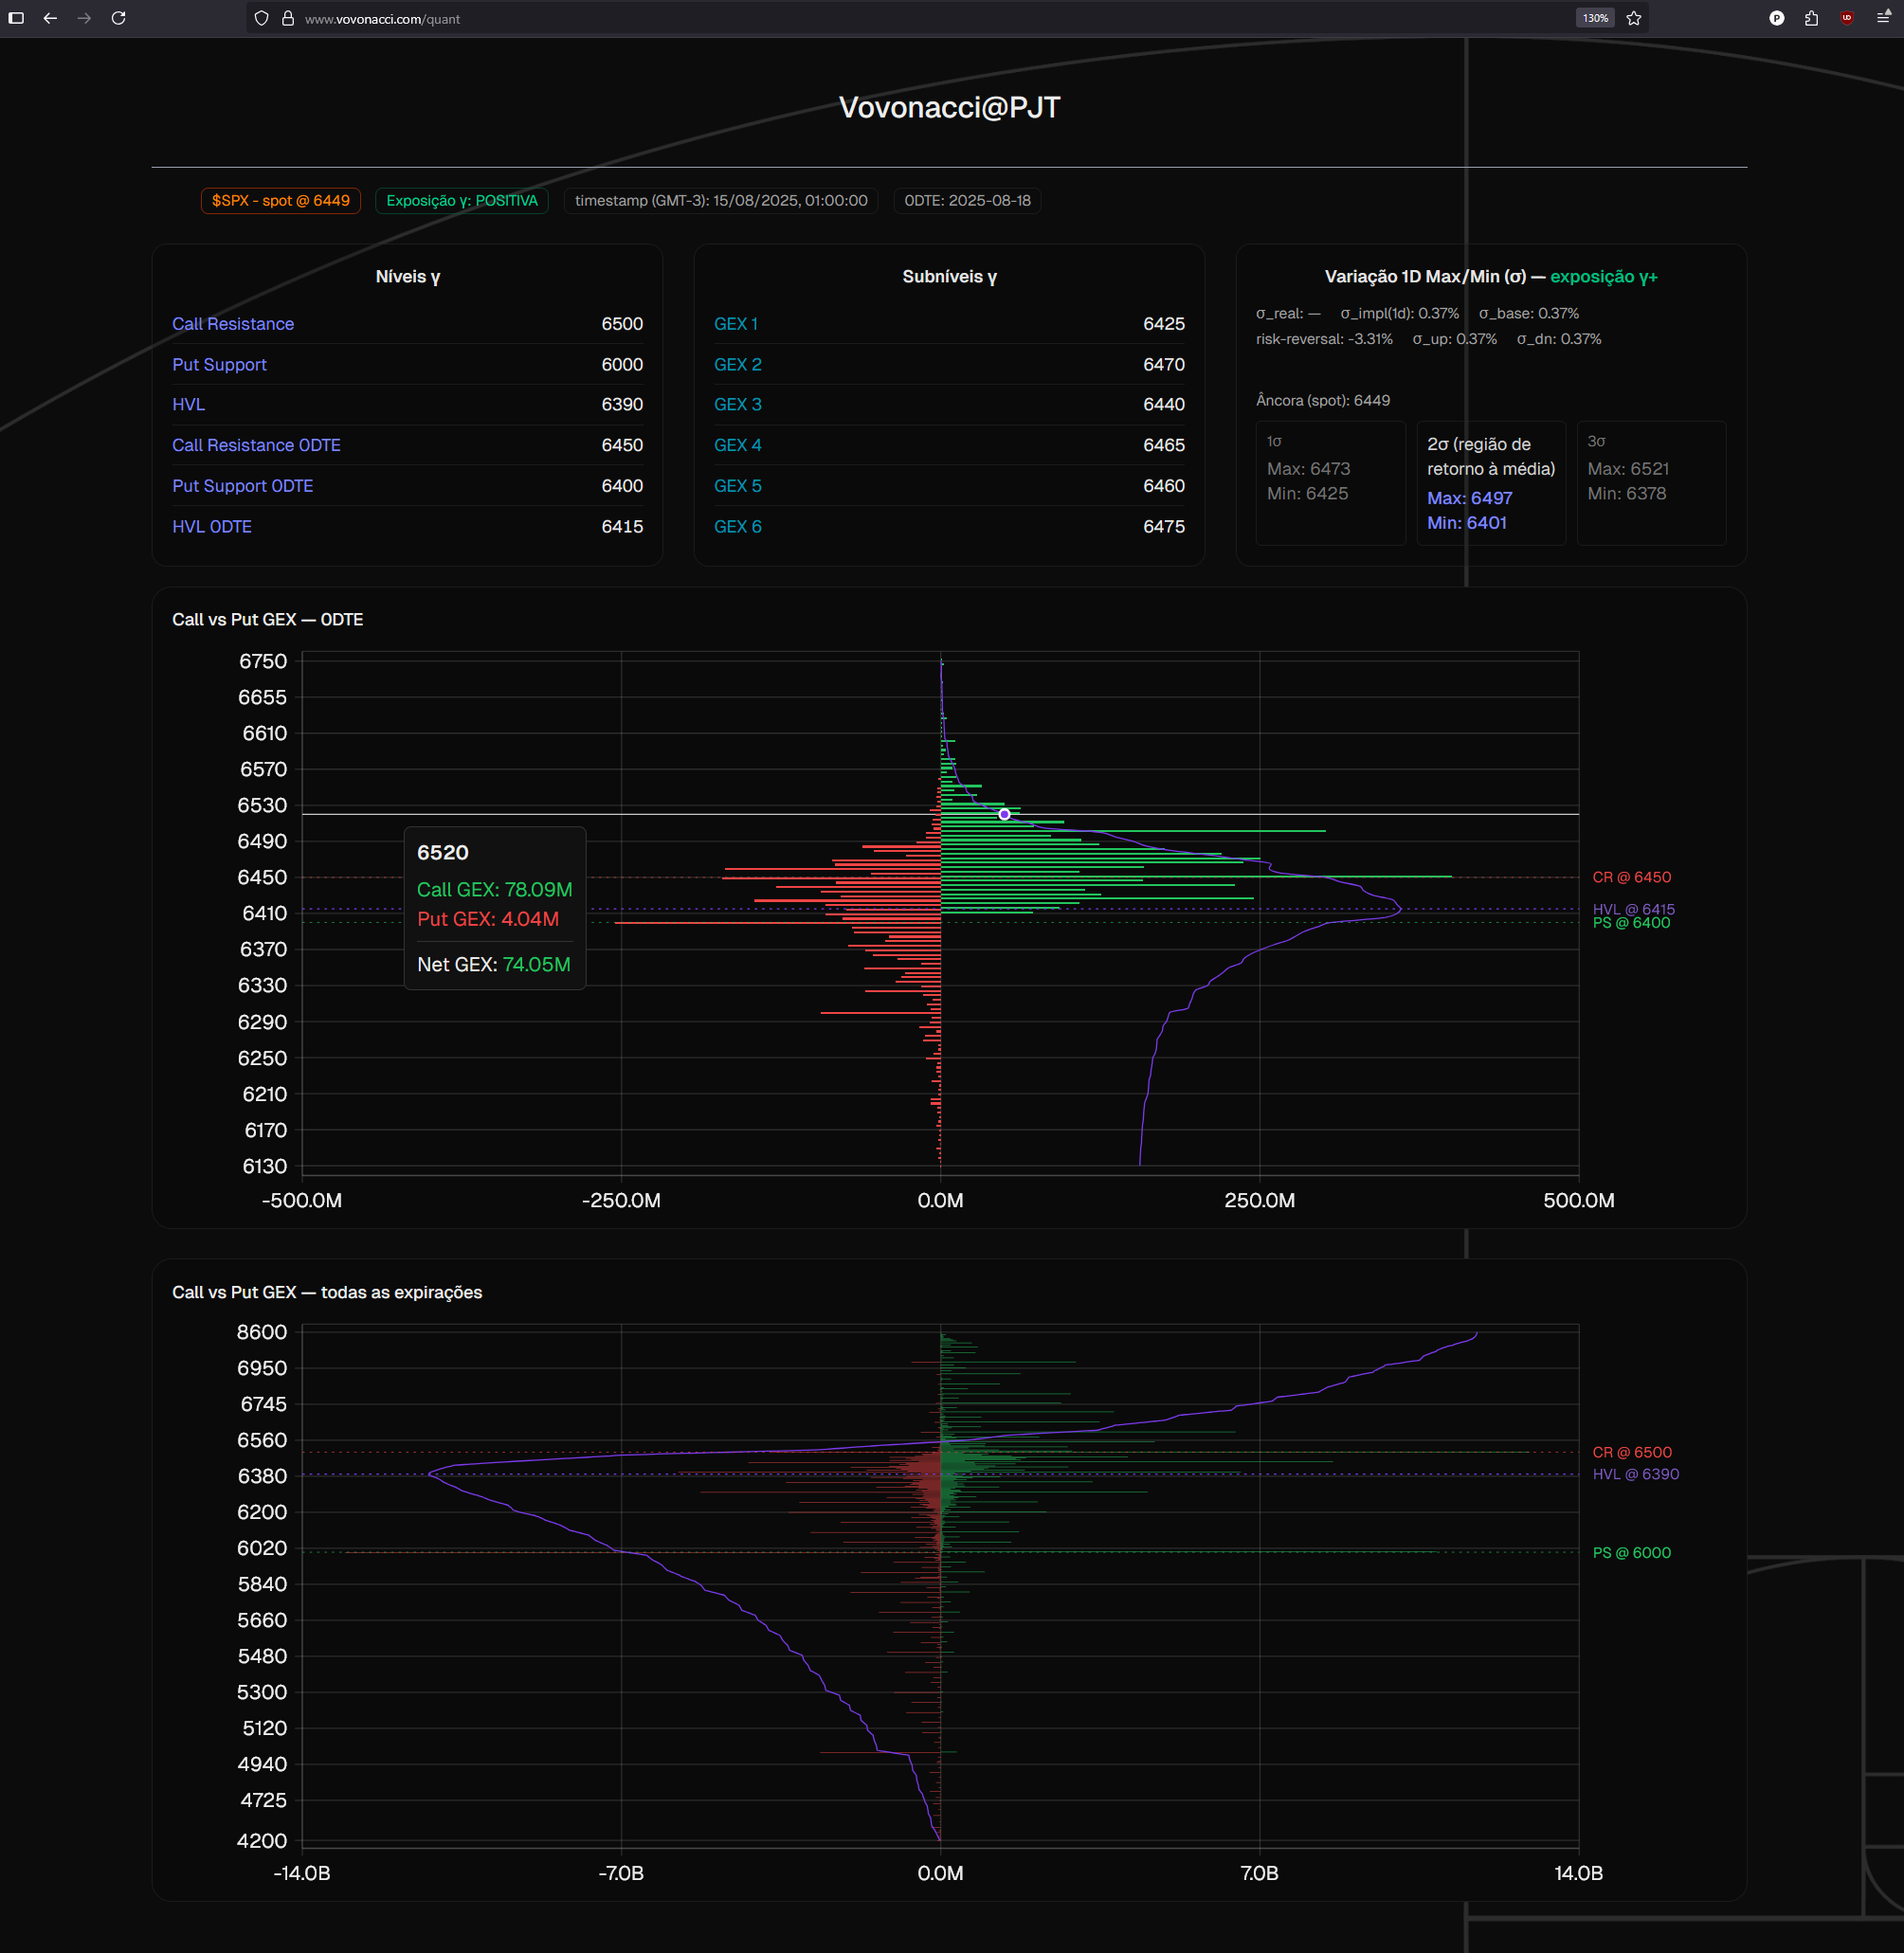 www.vovonacci.com/quant
130%
Vovonacci@PJT
$SPX - spot @ 6449
Exposição γ: POSITIVA
timestamp (GMT-3): 15/08/2025, 01:00:00
0DTE: 2025-08-18
Níveis γ
Call Resistance 6500
Put Support 6000
HVL 6390
Call Resistance 0DTE 6450
Put Support 0DTE 6400
HVL 0DTE 6415
Subníveis γ
GEX 1 6425
GEX 2 6470
GEX 3 6440
GEX 4 6465
GEX 5 6460
GEX 6 6475
Variação 1D Max/Min (σ) — exposição γ+
σ_real: — σ_impl(1d): 0.37% σ_base: 0.37%
risk-reversal: -3.31% σ_up: 0.37% σ_dn: 0.37%
Âncora (spot): 6449
1σ
Max: 6473
Min: 6425
2σ (região de
retorno à média)
Max: 6497
Min: 6401
3σ
Max: 6521
Min: 6378
Call vs Put GEX — 0DTE
6750
6655
6610
6570
6530
6490
6450
6410
6370
6330
6290
6250
6210
6170
6130
6520
Call GEX: 78.09M
Put GEX: 4.04M
Net GEX: 74.05M
CR @ 6450
HVL @ 6415
PS @ 6400
-500.0M
-250.0M
0.0M
250.0M
500.0M
Call vs Put GEX — todas as expirações
8600
6950
6745
6560
6380
6200
6020
5840
5660
5480
5300
5120
4940
4725
4200
CR @ 6500
HVL @ 6390
PS @ 6000
-14.0B
-7.0B
0.0M
7.0B
14.0B